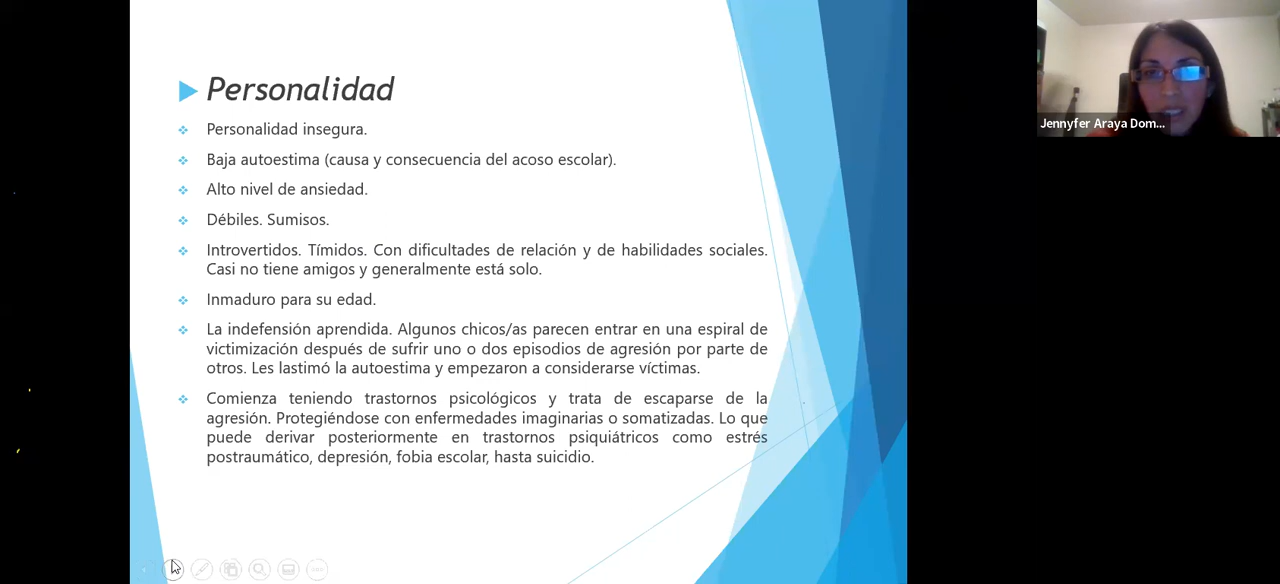 Personalidad
Personalidad insegura.
Baja autoestima (causa y consecuencia del acoso escolar).
Alto nivel de ansiedad.
Débiles. Sumisos.
Introvertidos. Tímidos. Con dificultades de relación y de habilidades sociales.
Casi no tiene amigos y generalmente está solo.
Inmaduro para su edad.
La indefensión aprendida. Algunos chicos/as parecen entrar en una espiral de
victimización después de sufrir uno o dos episodios de agresión por parte de
otros. Les lastimó la autoestima y empezaron a considerarse víctimas.
Comienza teniendo trastornos psicológicos y trata de escaparse de la
agresión. Protegiéndose con enfermedades imaginarias o somatizadas. Lo que
puede derivar posteriormente en trastornos psiquiátricos como estrés
postraumático, depresión, fobia escolar, hasta suicidio.
Jennyfer Araya Dom...